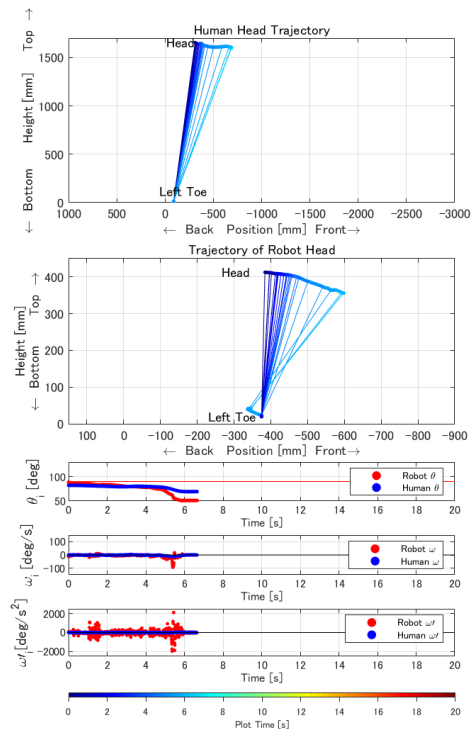 Human Head Trajectory
Height [mm]
← Bottom Top →
1500
1000
500
0
Head
Left Toe
1000 500 0 -500 -1000 -1500 -2000 -2500 -3000
← Back Position [mm] Front→
Trajectory of Robot Head
Height [mm]
← Bottom Top →
400
300
200
100
0
Head
Left Toe
100 0 -100 -200 -300 -400 -500 -600 -700 -800 -900
← Back Position [mm] Front→
θi [deg]
100
50
Robot θ
Human θ
0 2 4 6 8 10 12 14 16 18 20
Time [s]
ωi [deg/s]
100
0
-100
Robot ω
Human ω
0 2 4 6 8 10 12 14 16 18 20
Time [s]
ω′i[deg/s²]
2000
0
-2000
Robot ω′
Human ω′
0 2 4 6 8 10 12 14 16 18 20
Time [s]
0 2 4 6 8 10 12 14 16 18 20
Plot Time [s]